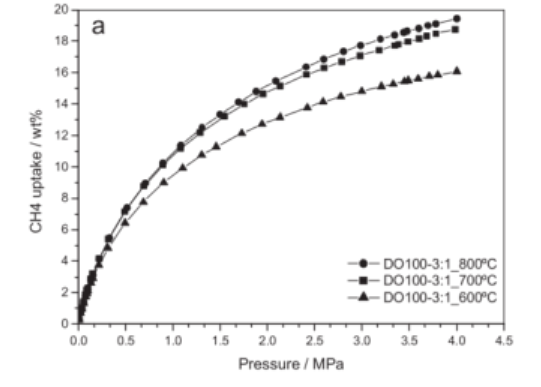 a
20
18
16
14
12
10
8
6
4
2
0
CH4 uptake / wt%
DO100-3:1_800ºC
DO100-3:1_700ºC
DO100-3:1_600ºC
0.0 0.5 1.0 1.5 2.0 2.5 3.0 3.5 4.0 4.5
Pressure / MPa